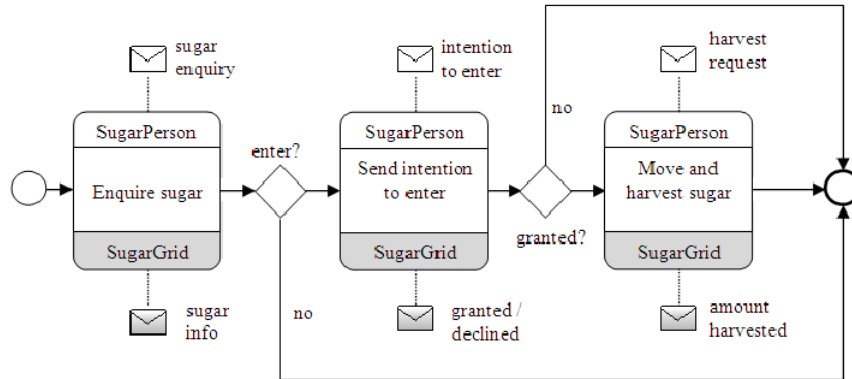 sugar
enquiry
intention
to enter
harvest
request
no
SugarPerson
SugarPerson
SugarPerson
enter?
Enquire sugar
Send intention
to enter
Move and
harvest sugar
granted?
SugarGrid
SugarGrid
SugarGrid
sugar
info
no
granted /
declined
amount
harvested